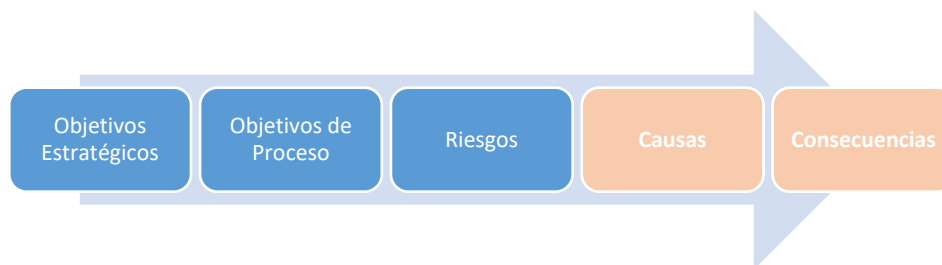 Objetivos
Estratégicos
Objetivos de
Proceso
Riesgos
Causas
Consecuencias